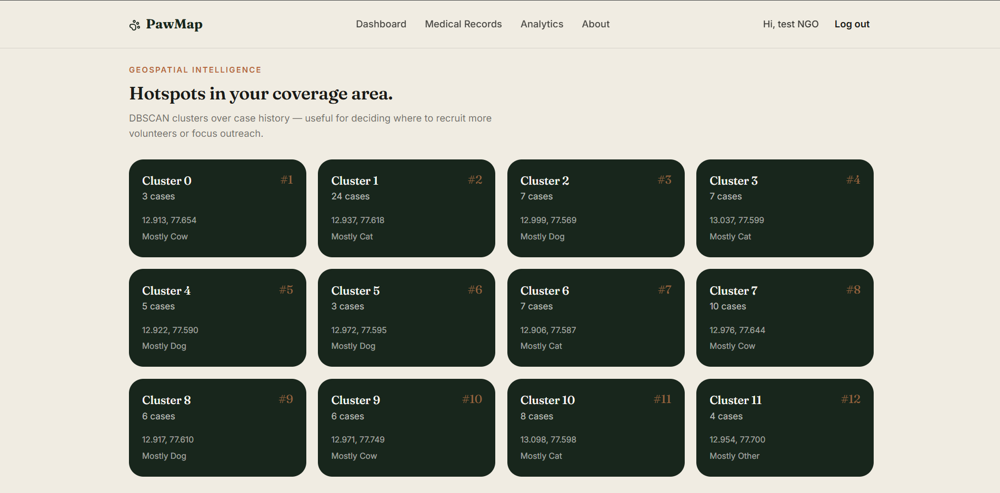 PawMap
Dashboard
Medical Records
Analytics
About
Hi, test NGO
Log out
GEOSPATIAL INTELLIGENCE
Hotspots in your coverage area.
DBSCAN clusters over case history — useful for deciding where to recruit more
volunteers or focus outreach.
Cluster 0
#1
3 cases
12.913, 77.654
Mostly Cow
Cluster 1
#2
24 cases
12.937, 77.618
Mostly Cat
Cluster 2
#3
7 cases
12.999, 77.569
Mostly Dog
Cluster 3
#4
7 cases
13.037, 77.599
Mostly Cat
Cluster 4
#5
5 cases
12.922, 77.590
Mostly Dog
Cluster 5
#6
3 cases
12.972, 77.595
Mostly Dog
Cluster 6
#7
7 cases
12.906, 77.587
Mostly Cat
Cluster 7
#8
10 cases
12.976, 77.644
Mostly Cow
Cluster 8
#9
6 cases
12.917, 77.610
Mostly Dog
Cluster 9
#10
6 cases
12.971, 77.749
Mostly Cow
Cluster 10
#11
8 cases
13.098, 77.598
Mostly Cat
Cluster 11
#12
4 cases
12.954, 77.700
Mostly Other